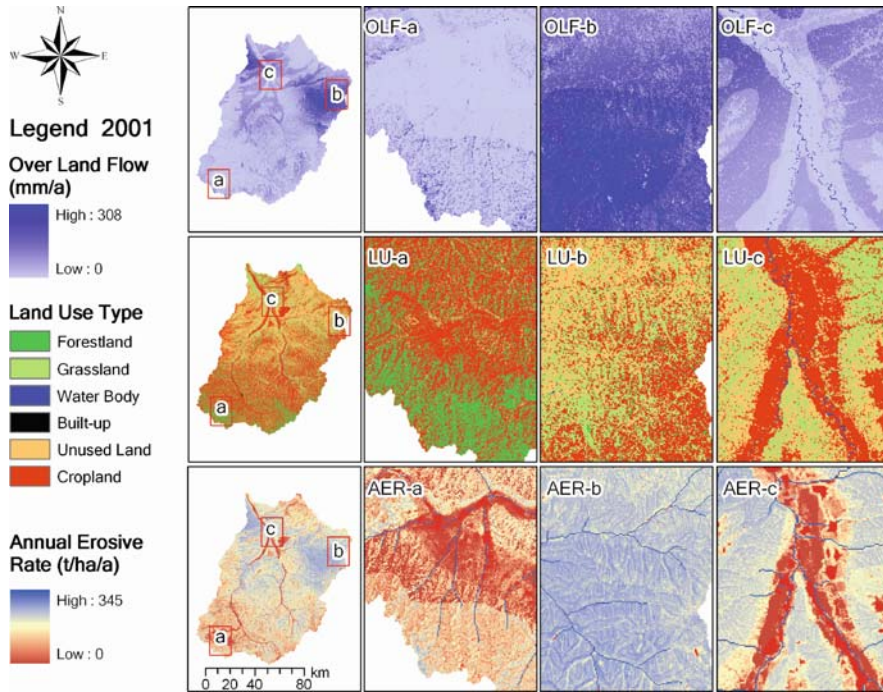 N
W
E
S
Legend 2001
Over Land Flow
(mm/a)
High : 308
Low : 0
Land Use Type
Forestland
Grassland
Water Body
Built-up
Unused Land
Cropland
Annual Erosive
Rate (t/ha/a)
High : 345
Low : 0
c
b
a
OLF-a
OLF-b
OLF-c
c
b
a
LU-a
LU-b
LU-c
c
b
a
km
0 20 40 80
AER-a
AER-b
AER-c